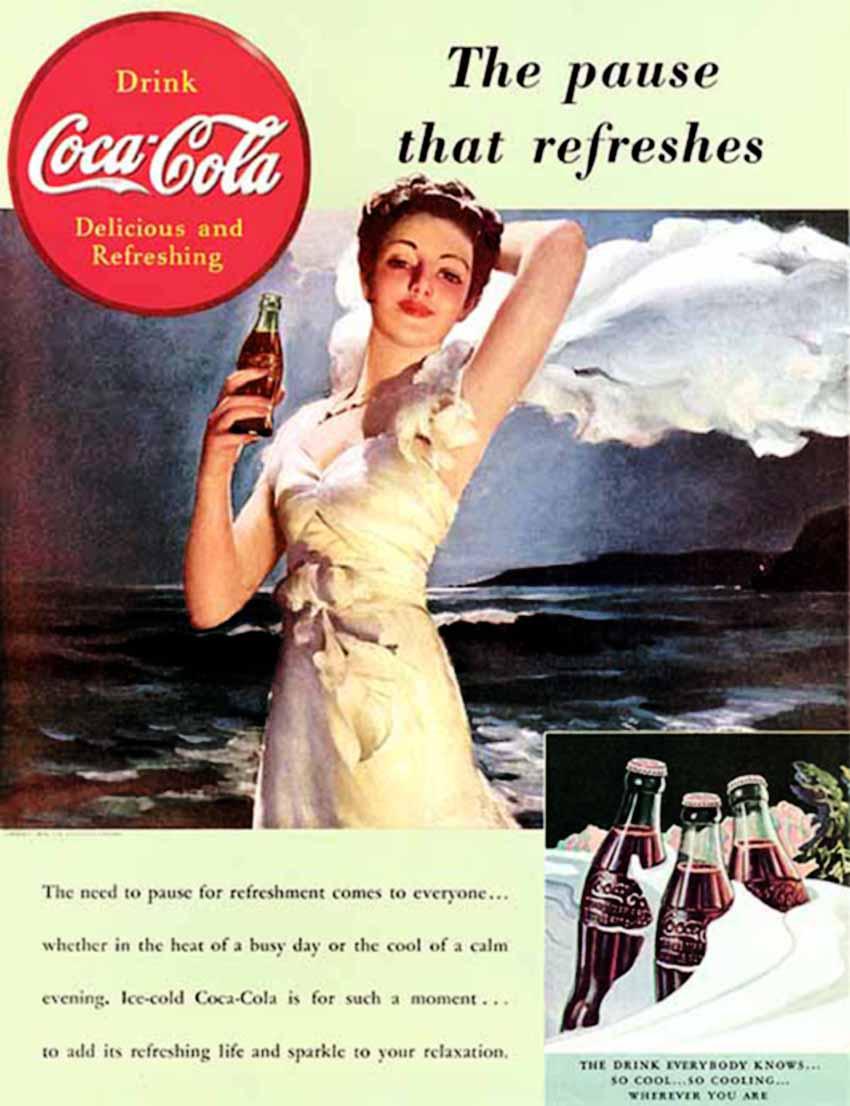 Drink
Coca-Cola
Delicious and
Refreshing
The pause
that refreshes
The need to pause for refreshment comes to everyone...
whether in the heat of a busy day or the cool of a calm
evening. Ice-cold Coca-Cola is for such a moment...
to add its refreshing life and sparkle to your relaxation.
Coca-Cola
THE DRINK EVERYBODY KNOWS...
SO COOL...SO COOLING...
WHEREVER YOU ARE